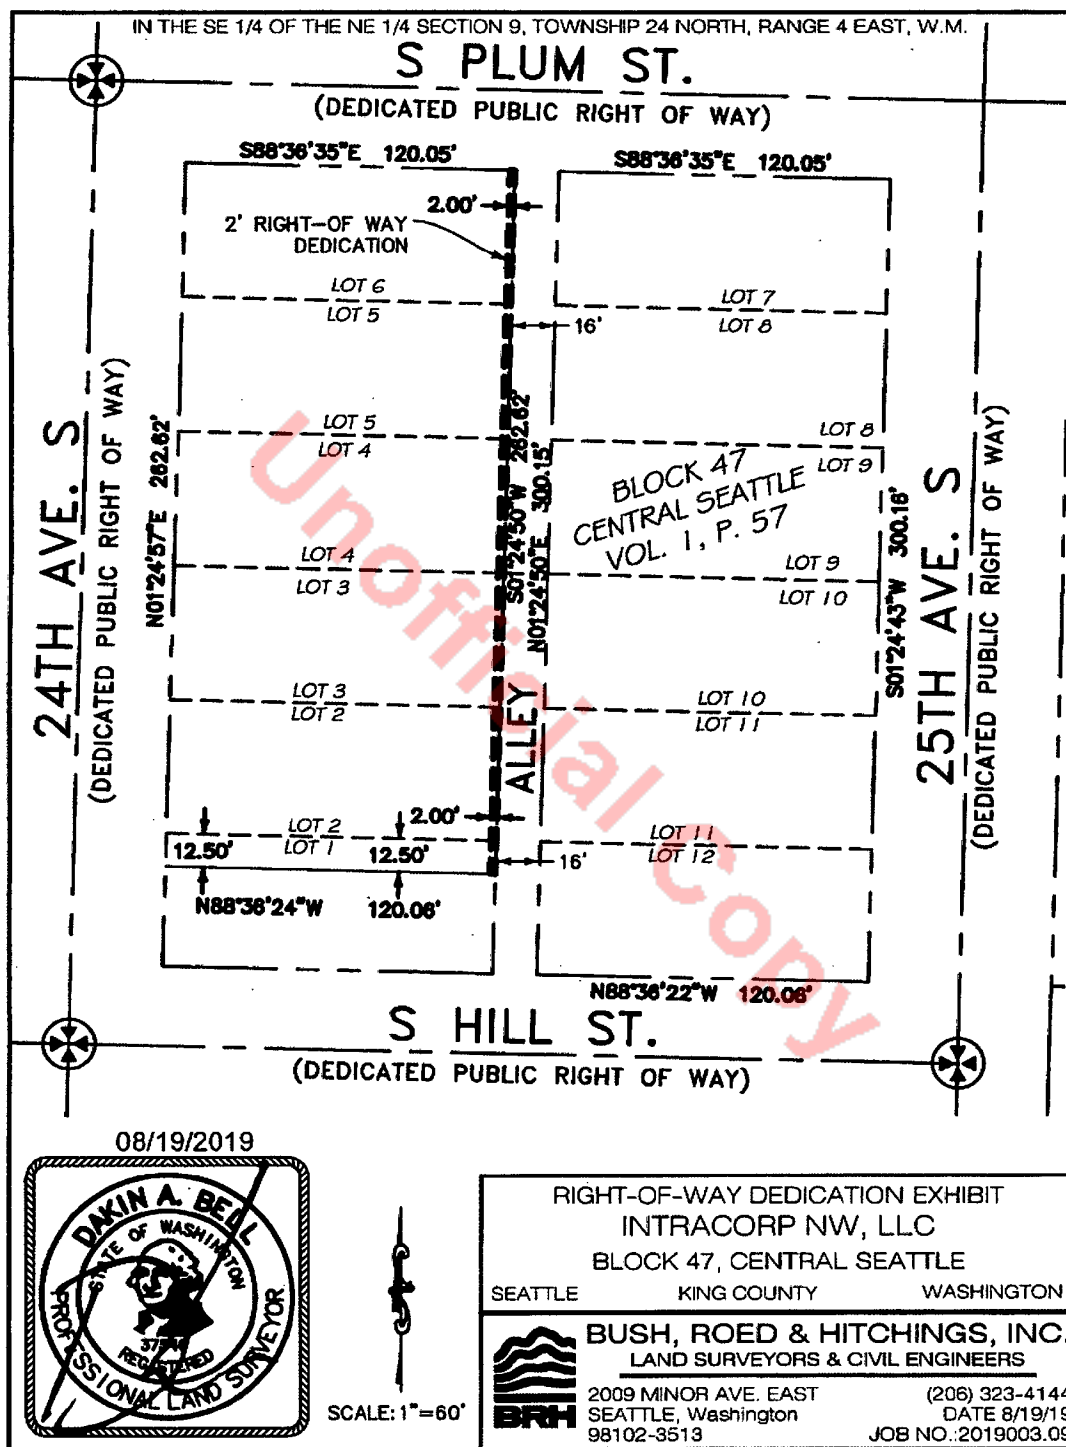 IN THE SE 1/4 OF THE NE 1/4 SECTION 9, TOWNSHIP 24 NORTH, RANGE 4 EAST, W.M.
S PLUM ST.
(DEDICATED PUBLIC RIGHT OF WAY)
S88°36'35"E 120.05'
S88°36'35"E 120.05'
2.00'
2' RIGHT-OF WAY
DEDICATION
LOT 6
LOT 5
LOT 7
LOT 8
16'
24TH AVE. S
(DEDICATED PUBLIC RIGHT OF WAY)
N01°24'57"E 262.62'
LOT 5
LOT 4
S01°24'50"W 262.62'
N01°24'50"E 300.15'
BLOCK 47
CENTRAL SEATTLE
VOL. 1, P. 57
LOT 8
LOT 9
S01°24'43"W 300.16'
25TH AVE. S
(DEDICATED PUBLIC RIGHT OF WAY)
LOT 4
LOT 3
LOT 9
LOT 10
LOT 3
LOT 2
LOT 10
LOT 11
ALLEY
2.00'
LOT 2
LOT 1
12.50'
12.50'
LOT 11
LOT 12
16'
N88°36'24"W 120.06'
N88°36'22"W 120.06'
Unofficial Copy
S HILL ST.
(DEDICATED PUBLIC RIGHT OF WAY)
08/19/2019
DAKIN A. BELL
STATE OF WASHINGTON
REGISTERED
PROFESSIONAL LAND SURVEYOR
SCALE: 1"=60'
RIGHT-OF-WAY DEDICATION EXHIBIT
INTRACORP NW, LLC
BLOCK 47, CENTRAL SEATTLE
SEATTLE KING COUNTY WASHINGTON
BRH
BUSH, ROED & HITCHINGS, INC.
LAND SURVEYORS & CIVIL ENGINEERS
2009 MINOR AVE. EAST (206) 323-4144
SEATTLE, Washington DATE 8/19/19
98102-3513 JOB NO.:2019003.09